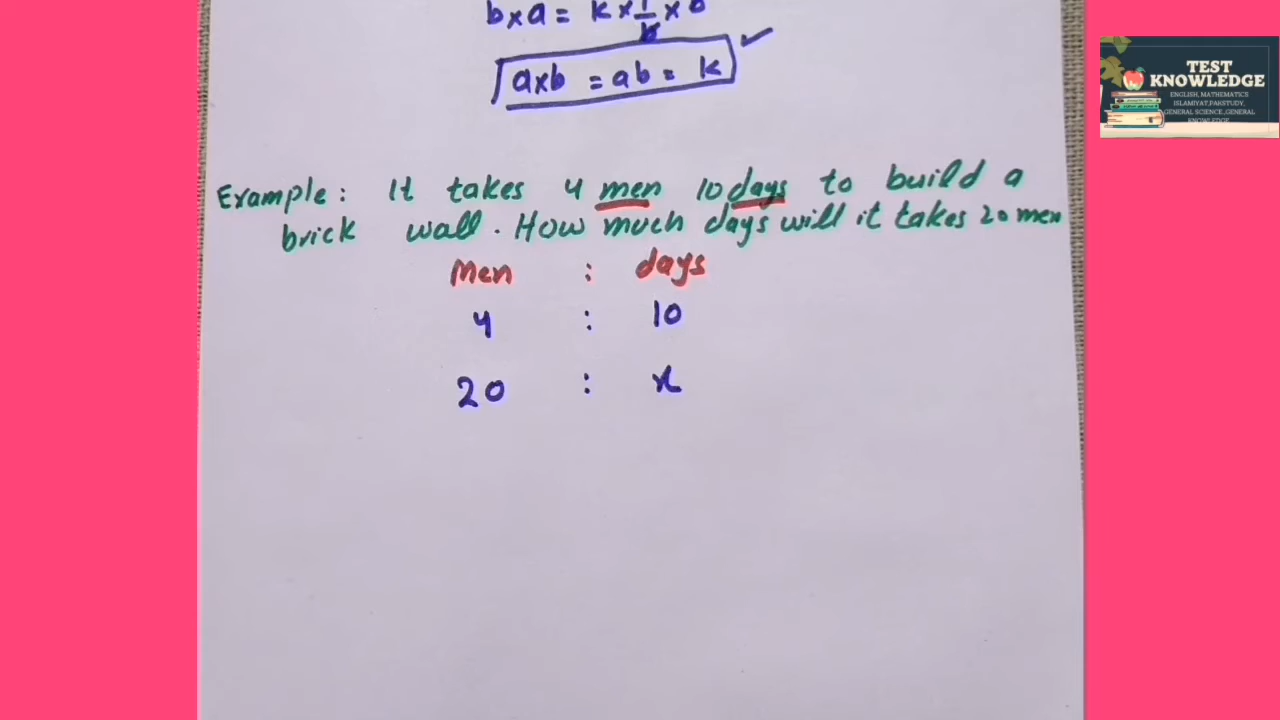 b×a = k×1/b×b
a×b = ab = k
Example: It takes 4 men 10 days to build a
brick wall. How much days will it takes 20 men
Men : days
4 : 10
20 : x
TEST
KNOWLEDGE
ENGLISH, MATHEMATICS
ISLAMIYAT,PAKSTUDY,
GENERAL SCIENCE ,GENERAL
KNOWLEDGE